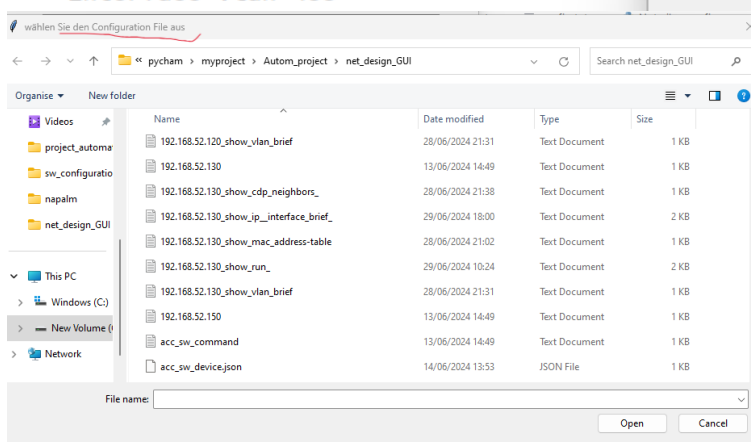 wählen Sie den Configuration File aus
« pycham › myproject › Autom_project › net_design_GUI
Search net_design_GUI
Organise
New folder
Name Date modified Type Size
Videos
project_automa
sw_configuratio
napalm
net_design_GUI
This PC
Windows (C:)
New Volume (
Network
192.168.52.120_show_vlan_brief 28/06/2024 21:31 Text Document 1 KB
192.168.52.130 13/06/2024 14:49 Text Document 1 KB
192.168.52.130_show_cdp_neighbors_ 28/06/2024 21:38 Text Document 1 KB
192.168.52.130_show_ip__interface_brief_ 29/06/2024 18:00 Text Document 2 KB
192.168.52.130_show_mac_address-table 28/06/2024 21:02 Text Document 1 KB
192.168.52.130_show_run_ 29/06/2024 10:24 Text Document 2 KB
192.168.52.130_show_vlan_brief 28/06/2024 21:31 Text Document 1 KB
192.168.52.150 13/06/2024 14:49 Text Document 1 KB
acc_sw_command 13/06/2024 14:49 Text Document 1 KB
acc_sw_device.json 14/06/2024 13:53 JSON File 1 KB
File name:
Open
Cancel